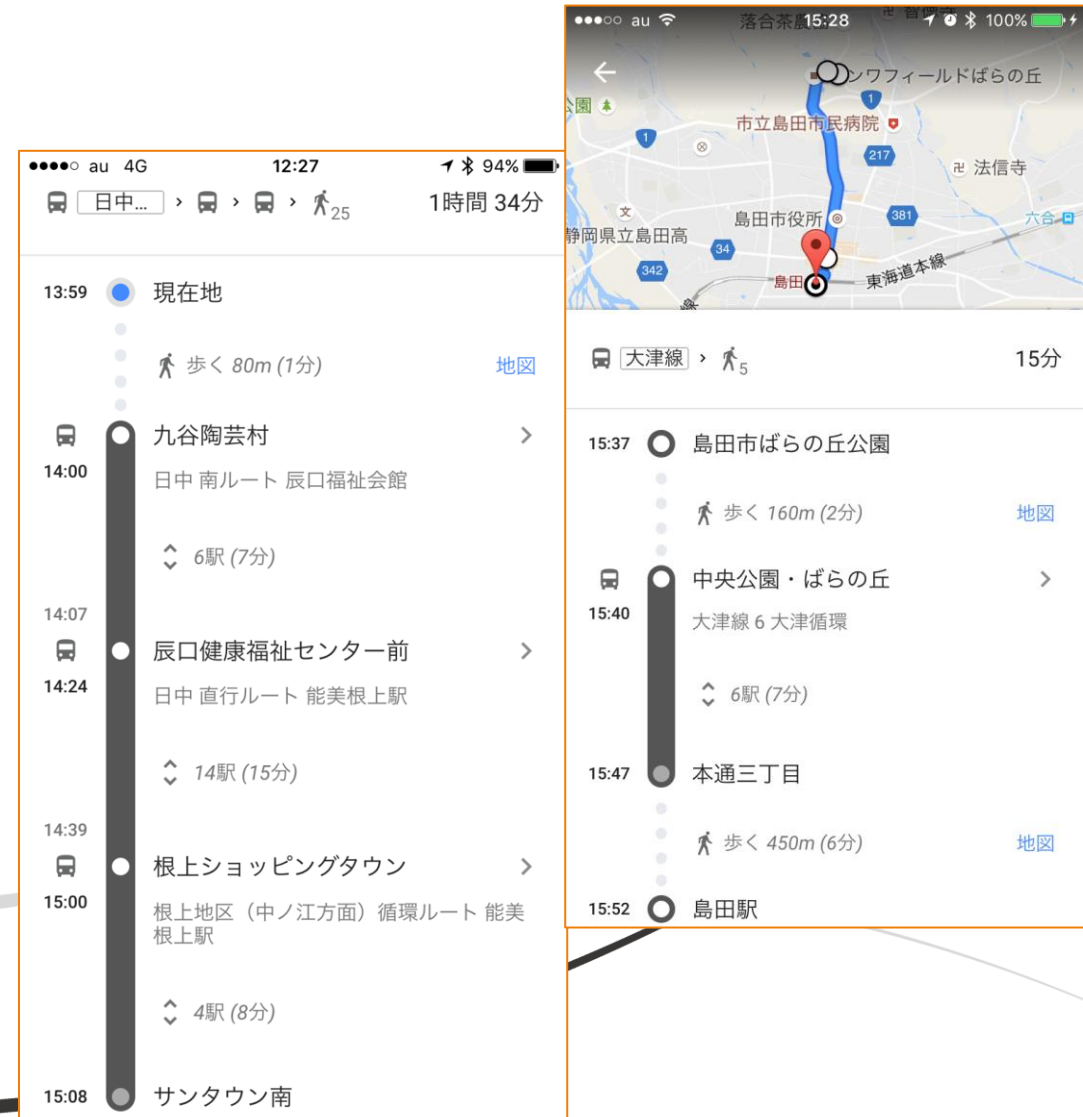 au 4G 12:27 94%
日中... › › › 25 1時間 34分
13:59 現在地
歩く 80m (1分) 地図
九谷陶芸村
14:00 日中 南ルート 辰口福祉会館
6駅 (7分)
14:07
辰口健康福祉センター前
14:24 日中 直行ルート 能美根上駅
14駅 (15分)
14:39
根上ショッピングタウン
15:00 根上地区（中ノ江方面）循環ルート 能美
根上駅
4駅 (8分)
15:08 サンタウン南
au 15:28 100%
落合茶
ンワフィールドばらの丘
公園
1
市立島田市民病院
1
217
法信寺
島田市役所
381
六合
静岡県立島田高
34
342
島田
東海道本線
大津線 › 5 15分
15:37 島田市ばらの丘公園
歩く 160m (2分) 地図
中央公園・ばらの丘
15:40 大津線 6 大津循環
6駅 (7分)
15:47 本通三丁目
歩く 450m (6分) 地図
15:52 島田駅